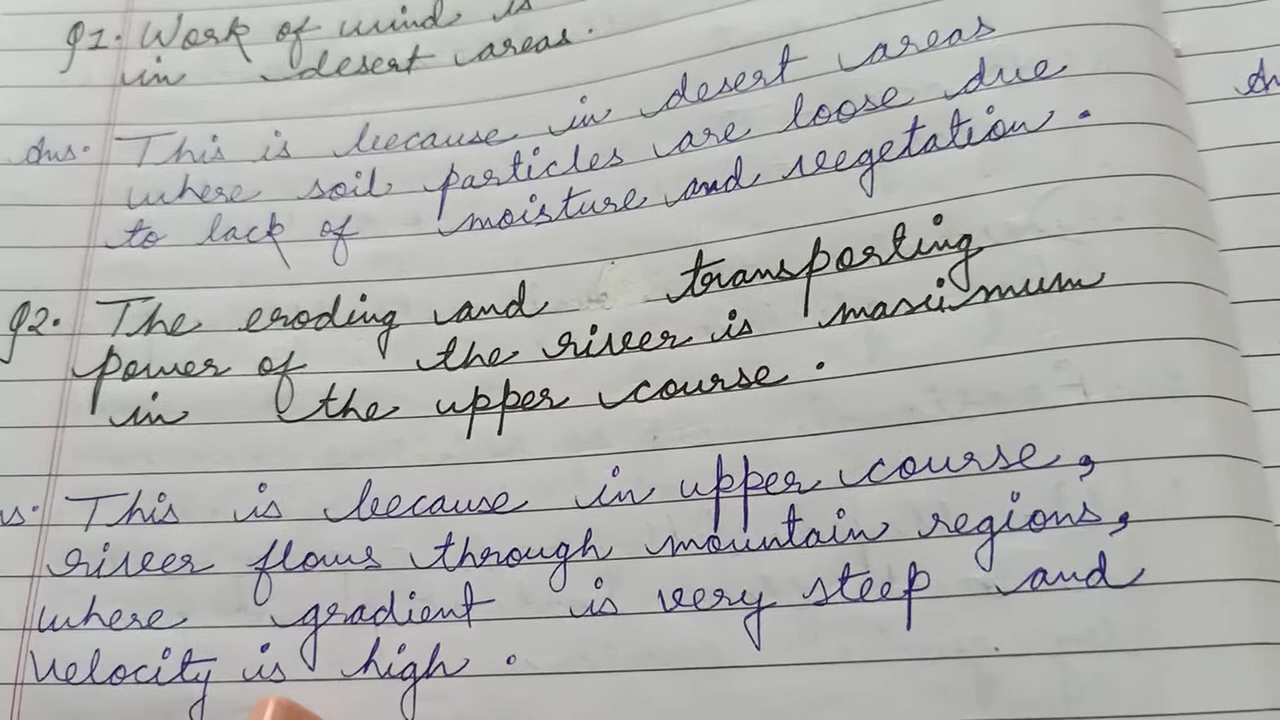 Q1. Work of wind is
in desert areas.
Ans. This is because in desert areas
where soil particles are loose due
to lack of moisture and vegetation.
Q2. The eroding and transporting
power of the river is maximum
in the upper course.
s. This is because in upper course,
river flows through mountain regions,
where gradient is very steep and
velocity is high.